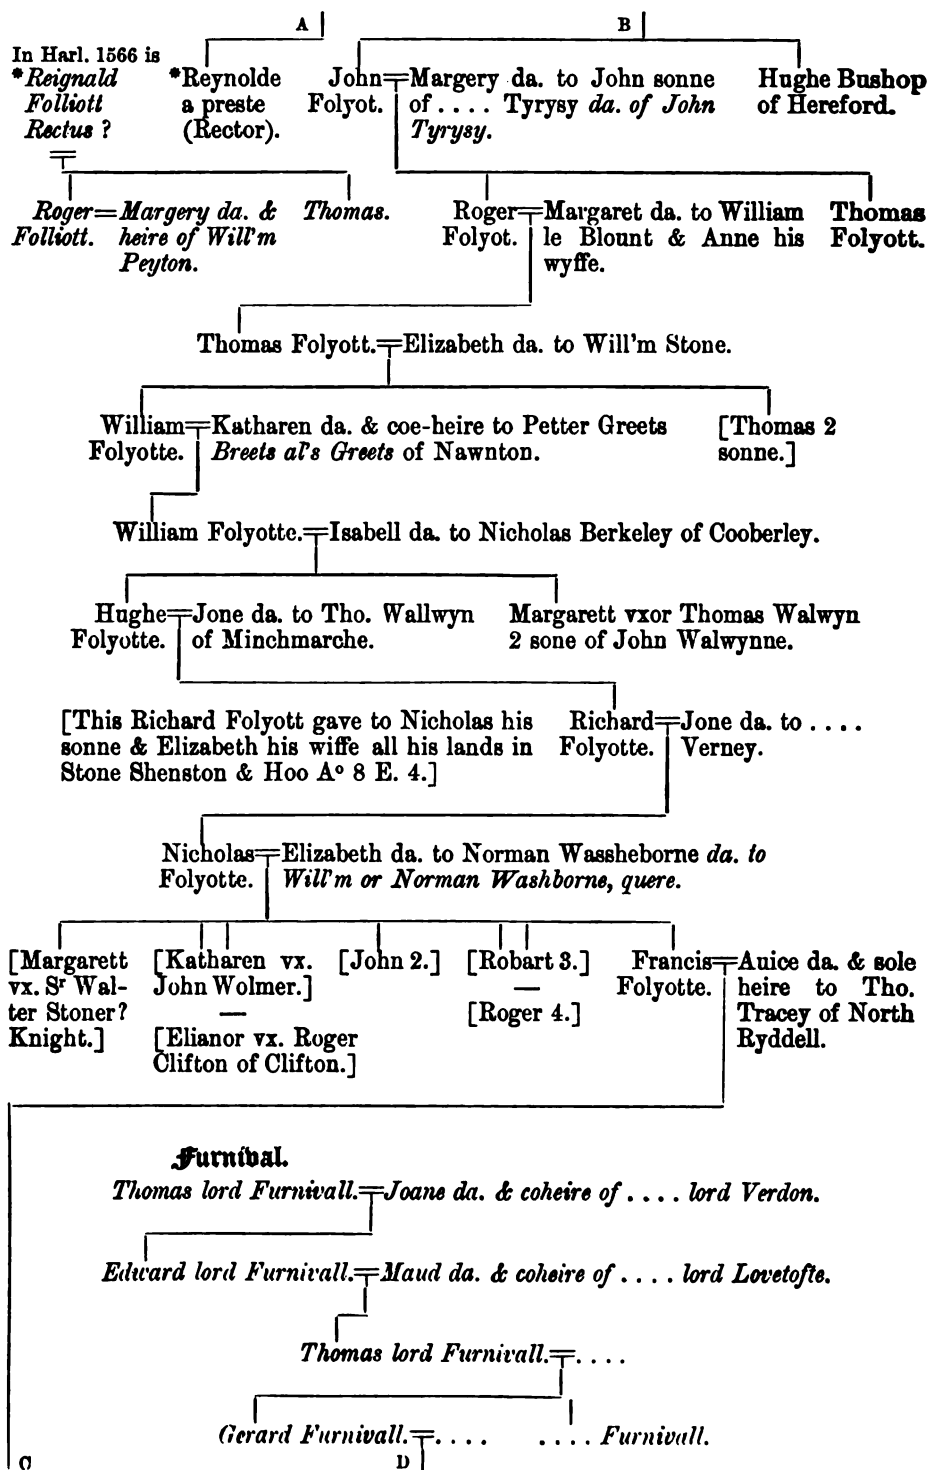 A B
In Harl. 1566 is
*Reignald
Folliott
Rectus ?
*Reynolde
a preste
(Rector).
John
Folyot.
Margery da. to John sonne
of . . . . Tyrysy da. of John
Tyrysy.
Hughe Bushop
of Hereford.
Roger
Folliott.
Margery da. &
heire of Will'm
Peyton.
Thomas.
Roger
Folyot.
Margaret da. to William
le Blount & Anne his
wyffe.
Thomas
Folyott.
Thomas Folyott. Elizabeth da. to Will'm Stone.
William
Folyotte.
Katharen da. & coe-heire to Petter Greets
Breets al's Greets of Nawnton.
[Thomas 2
sonne.]
William Folyotte. Isabell da. to Nicholas Berkeley of Cooberley.
Hughe
Folyotte.
Jone da. to Tho. Wallwyn
of Minchmarche.
Margarett vxor Thomas Walwyn
2 sone of John Walwynne.
[This Richard Folyott gave to Nicholas his
sonne & Elizabeth his wiffe all his lands in
Stone Shenston & Hoo Aº 8 E. 4.]
Richard
Folyotte.
Jone da. to . . . .
Verney.
Nicholas
Folyotte.
Elizabeth da. to Norman Wassheborne da. to
Will'm or Norman Washborne, quere.
[Margarett
vx. Sʳ Wal-
ter Stoner?
Knight.]
[Katharen vx.
John Wolmer.]
—
[Elianor vx. Roger
Clifton of Clifton.]
[John 2.]
[Robart 3.]
—
[Roger 4.]
Francis
Folyotte.
Auice da. & sole
heire to Tho.
Tracey of North
Ryddell.
Furnival.
Thomas lord Furnivall. Joane da. & coheire of . . . . lord Verdon.
Edward lord Furnivall. Maud da. & coheire of . . . . lord Lovetofte.
Thomas lord Furnivall. . . . .
Gerard Furnivall. . . . . . . . . Furnivall.
C D